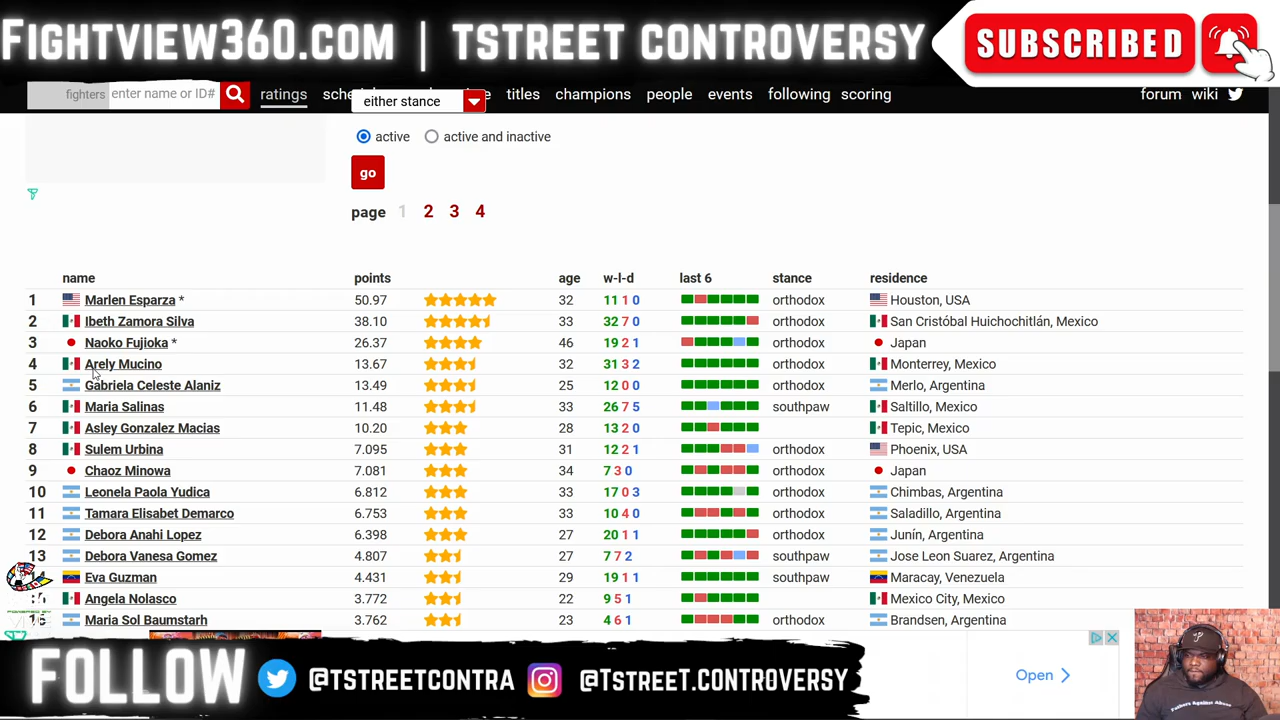 FIGHTVIEW360.COM | TSTREET CONTROVERSY
SUBSCRIBED
fighters enter name or ID# ratings titles champions people events following scoring forum wiki
either stance
active active and inactive
go
page 1 2 3 4
name points age w-l-d last 6 stance residence
1 Marlen Esparza * 50.97 32 11 1 0 orthodox Houston, USA
2 Ibeth Zamora Silva 38.10 33 32 7 0 orthodox San Cristóbal Huichochitlán, Mexico
3 Naoko Fujioka * 26.37 46 19 2 1 orthodox Japan
4 Arely Mucino 13.67 32 31 3 2 orthodox Monterrey, Mexico
5 Gabriela Celeste Alaniz 13.49 25 12 0 0 orthodox Merlo, Argentina
6 Maria Salinas 11.48 33 26 7 5 southpaw Saltillo, Mexico
7 Asley Gonzalez Macias 10.20 28 13 2 0 Tepic, Mexico
8 Sulem Urbina 7.095 31 12 2 1 orthodox Phoenix, USA
9 Chaoz Minowa 7.081 34 7 3 0 orthodox Japan
10 Leonela Paola Yudica 6.812 33 17 0 3 orthodox Chimbas, Argentina
11 Tamara Elisabet Demarco 6.753 33 10 4 0 orthodox Saladillo, Argentina
12 Debora Anahi Lopez 6.398 27 20 1 1 orthodox Junín, Argentina
13 Debora Vanesa Gomez 4.807 27 7 7 2 southpaw Jose Leon Suarez, Argentina
Eva Guzman 4.431 29 19 1 1 southpaw Maracay, Venezuela
Angela Nolasco 3.772 22 9 5 1 Mexico City, Mexico
Maria Sol Baumstarh 3.762 23 4 6 1 orthodox Brandsen, Argentina
FOLLOW @TSTREETCONTRA @TSTREET.CONTROVERSY
Open
Fathers Against Abuse